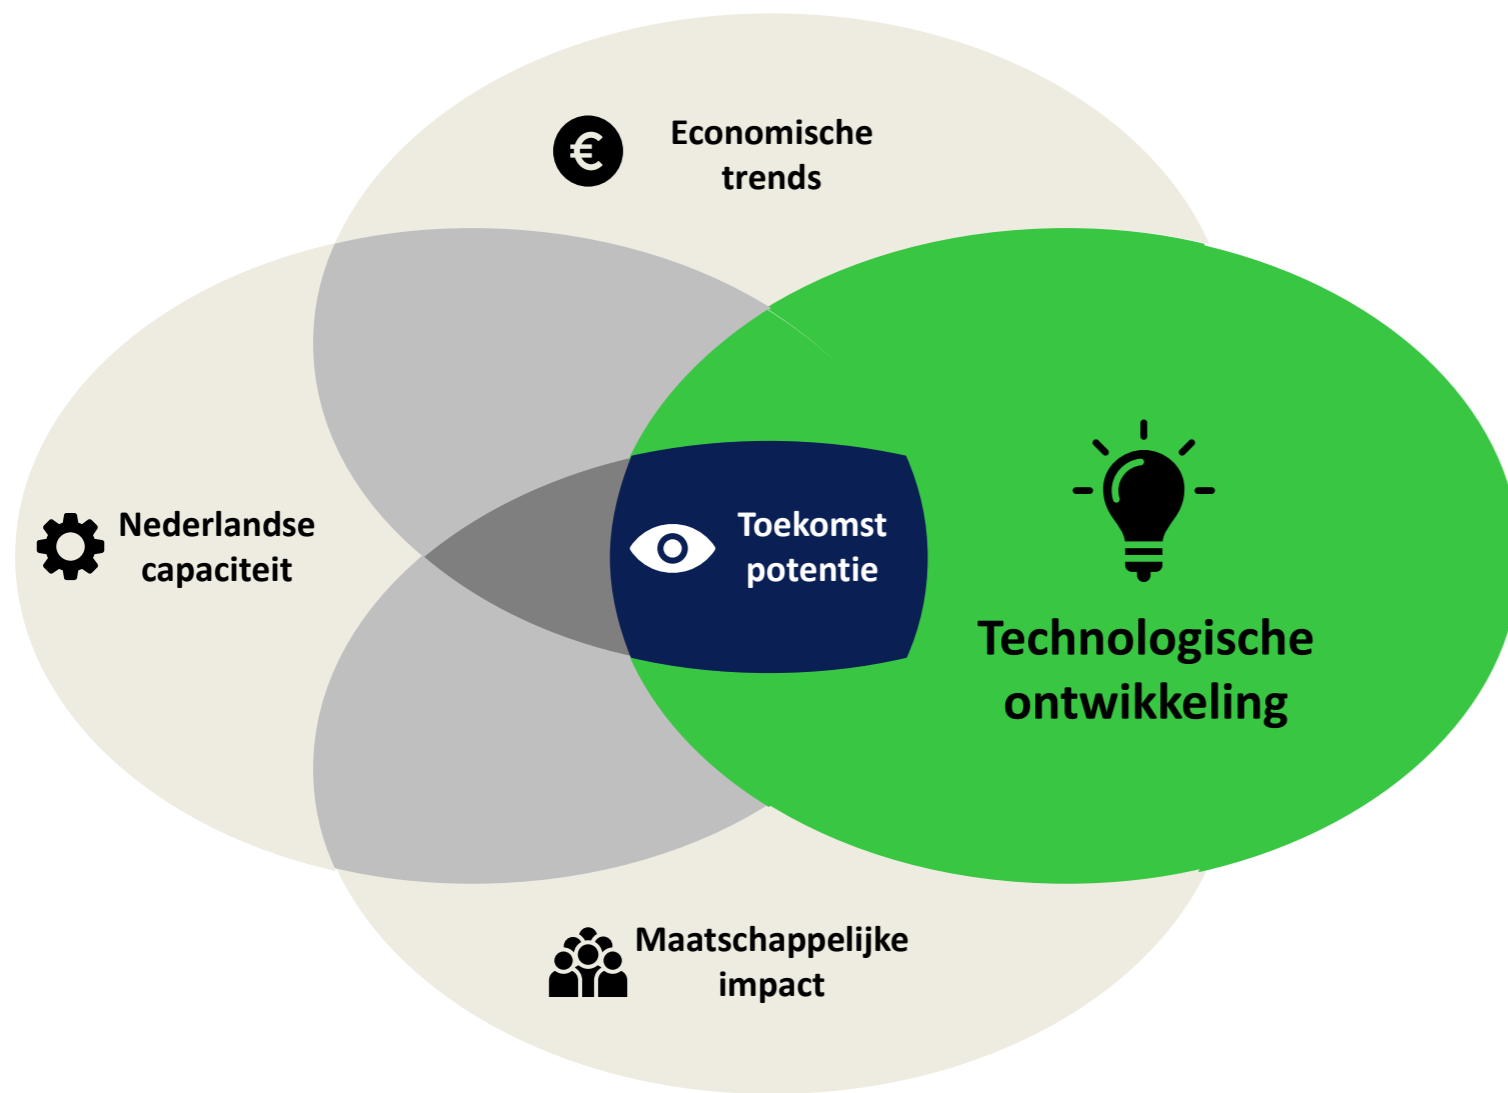 Economische
trends
Nederlandse
capaciteit
Toekomst
potentie
Technologische
ontwikkeling
Maatschappelijke
impact